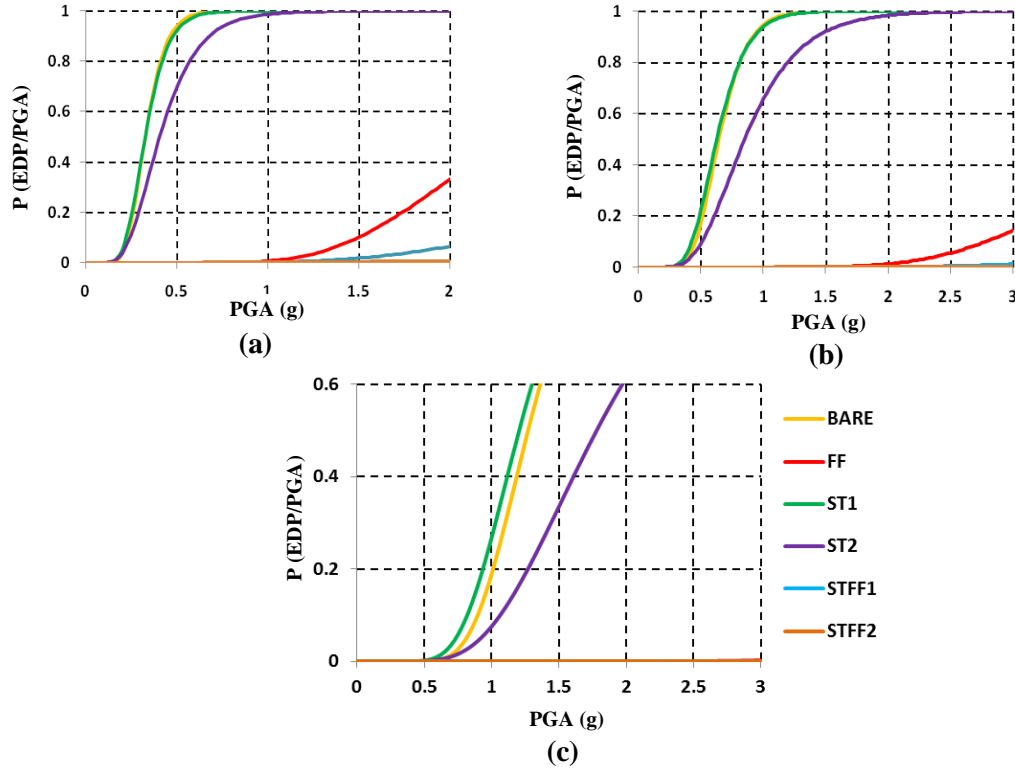 P (EDP/PGA)
1
0.8
0.6
0.4
0.2
0
0 0.5 1 1.5 2
PGA (g)
(a)
P (EDP/PGA)
1
0.8
0.6
0.4
0.2
0
0 0.5 1 1.5 2 2.5 3
PGA (g)
(b)
P (EDP/PGA)
0.6
0.4
0.2
0
0 0.5 1 1.5 2 2.5 3
PGA (g)
(c)
BARE
FF
ST1
ST2
STFF1
STFF2